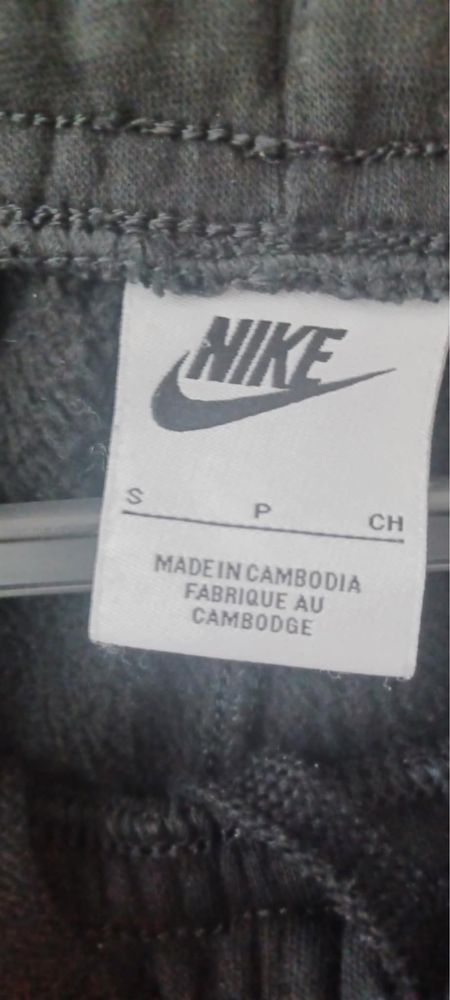 NIKE
S P CH
MADE IN CAMBODIA
FABRIQUE AU
CAMBODGE